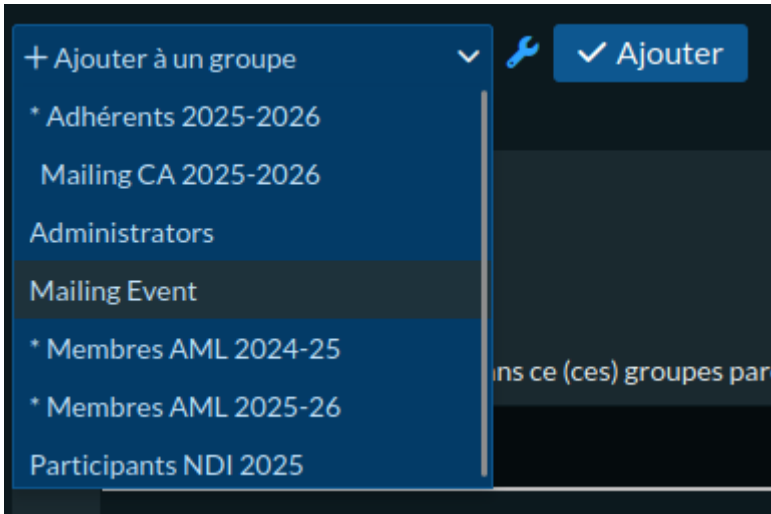 + Ajouter à un groupe
Ajouter
* Adhérents 2025-2026
Mailing CA 2025-2026
Administrators
Mailing Event
* Membres AML 2024-25
ns ce (ces) groupes par
* Membres AML 2025-26
Participants NDI 2025